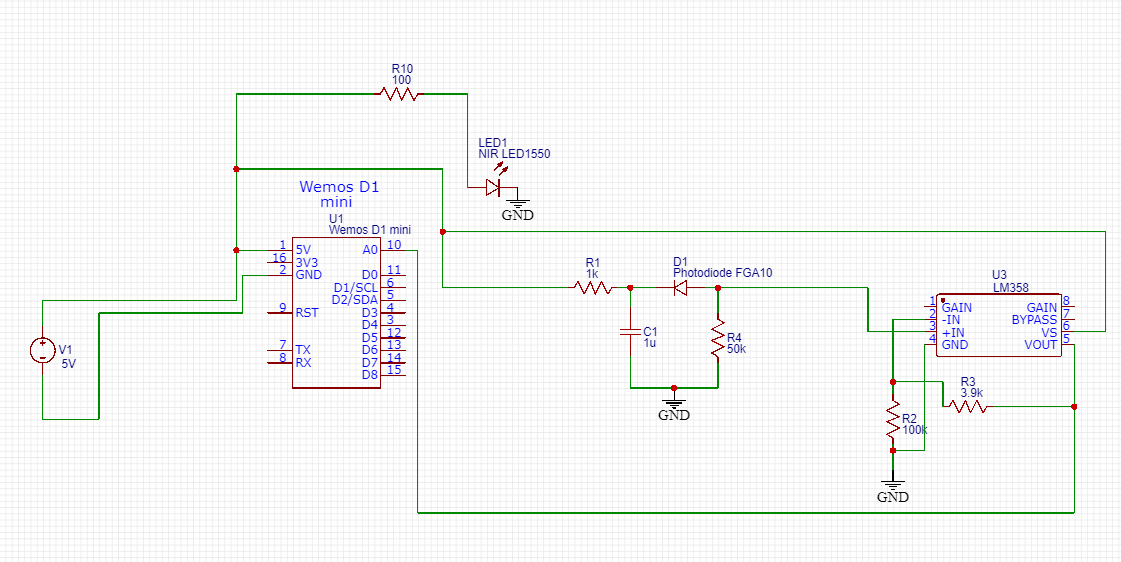 R10
100
LED1
NIR LED1550
GND
Wemos D1
mini
U1
Wemos D1 mini
1 5V
16 3V3
2 GND
9 RST
7 TX
8 RX
A0 10
D0 11
D1/SCL 6
D2/SDA 5
D3 4
D4 3
D5 12
D6 13
D7 14
D8 15
V1
5V
R1
1k
D1
Photodiode FGA10
C1
1u
R4
50k
GND
U3
LM358
1 GAIN
2 -IN
3 +IN
4 GND
GAIN 8
BYPASS 7
VS 6
VOUT 5
R3
3.9k
R2
100k
GND